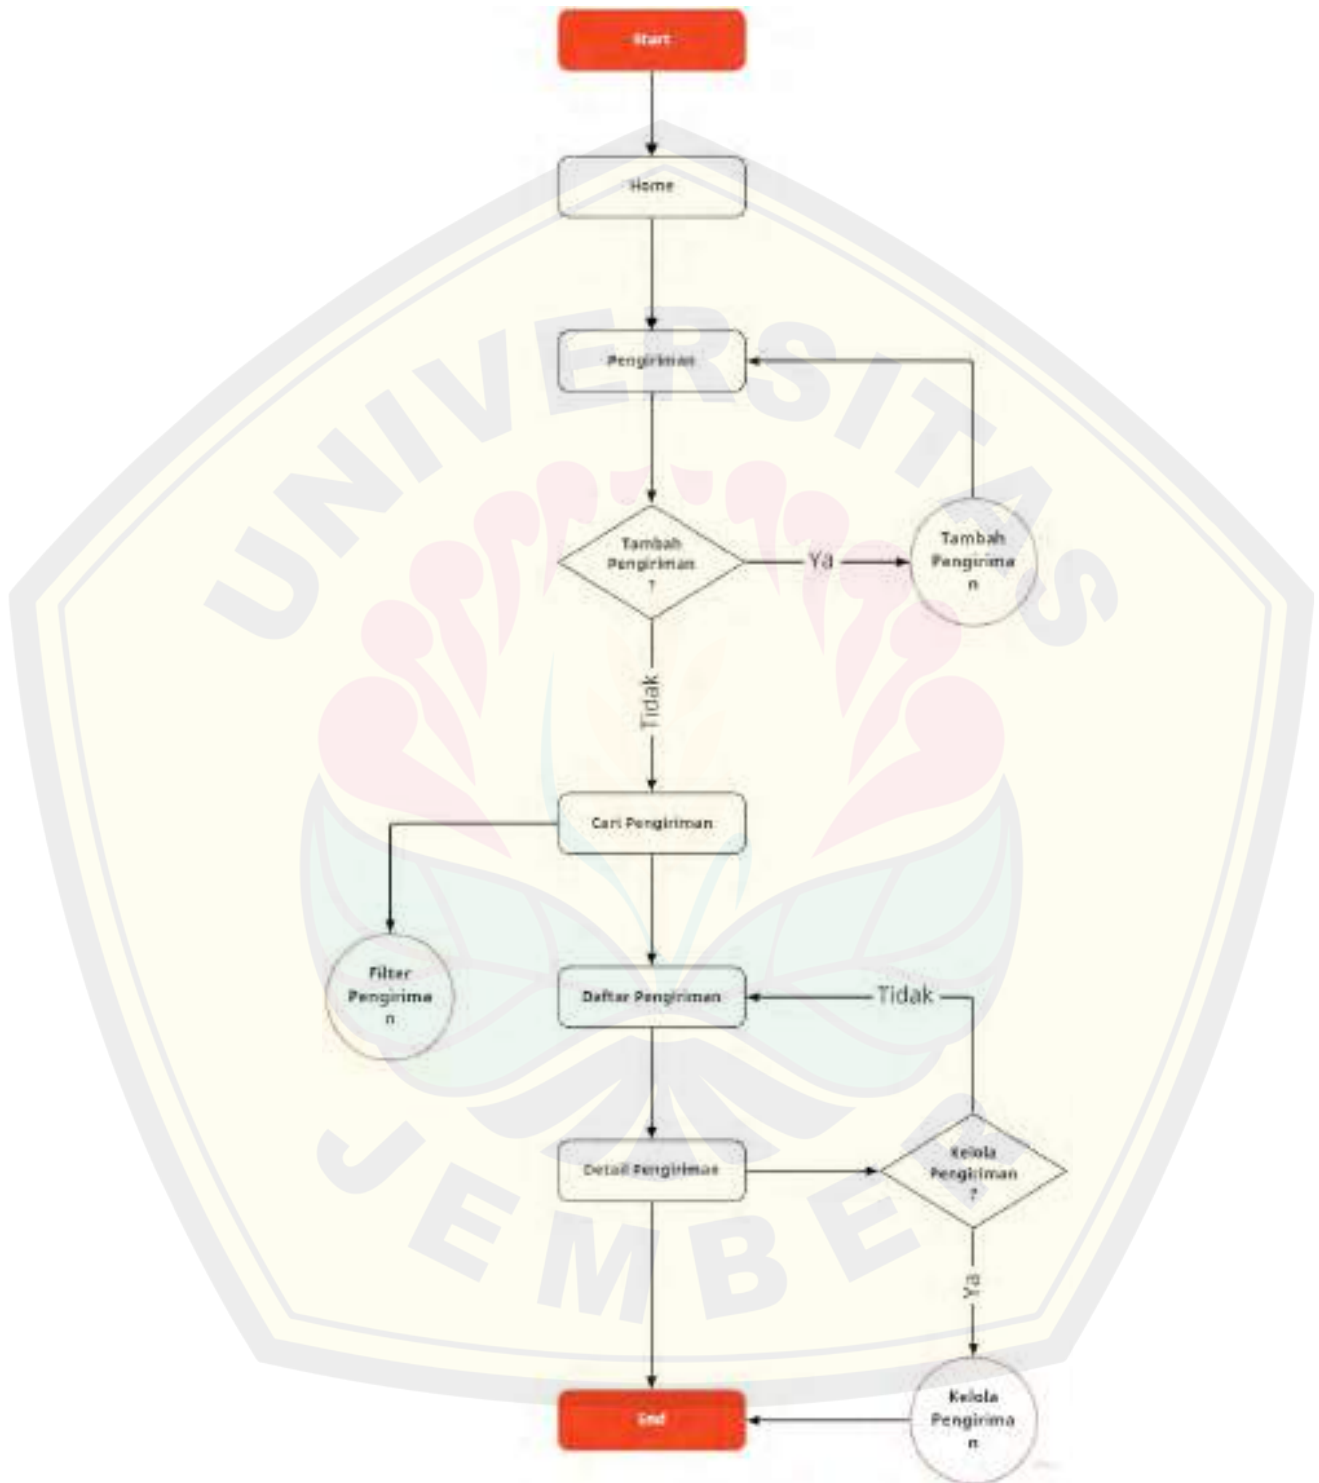 Start
Home
Pengiriman
Tambah
Pengiriman
?
Ya
Tambah
Pengirima
n
Tidak
Cari Pengiriman
Filter
Pengirima
n
Daftar Pengiriman
Tidak
Detail Pengiriman
Kelola
Pengiriman
?
Ya
End
Kelola
Pengirima
n
UNIVERSITAS
JEMBER